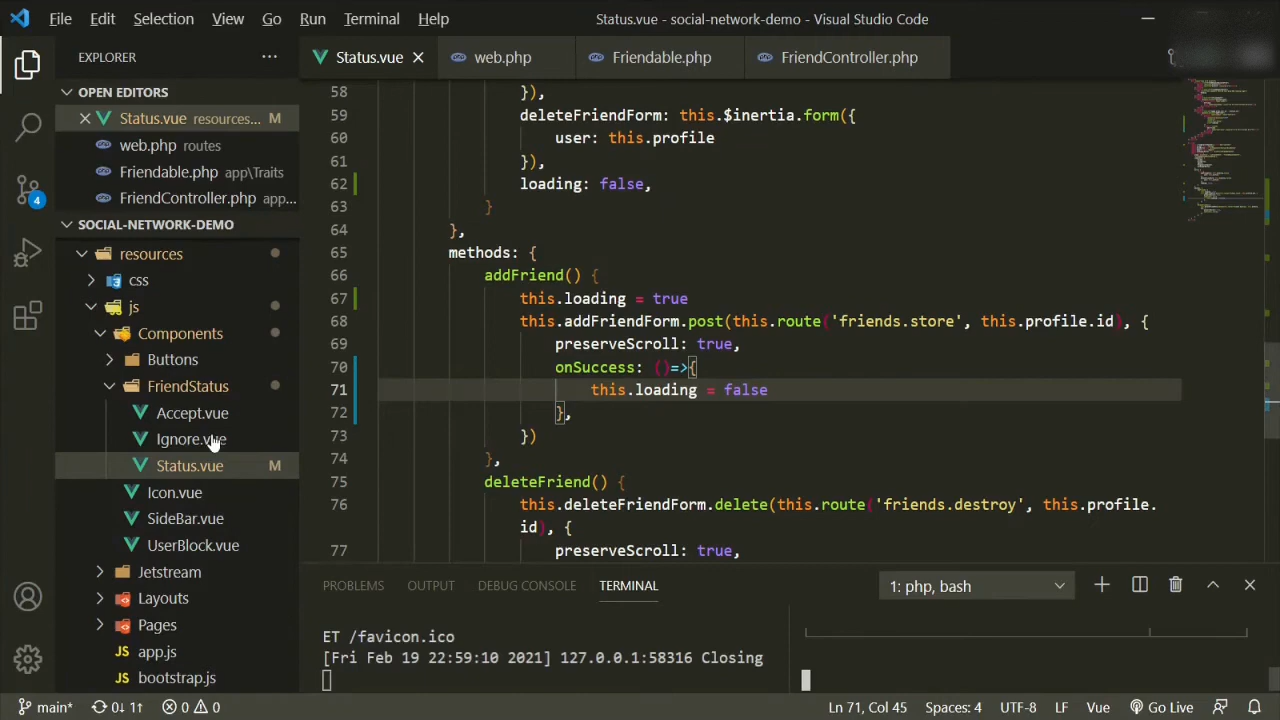 File Edit Selection View Go Run Terminal Help Status.vue - social-network-demo - Visual Studio Code
EXPLORER ...
Status.vue web.php Friendable.php FriendController.php
OPEN EDITORS
Status.vue resources... M
web.php routes
Friendable.php app\Traits
FriendController.php app...
SOCIAL-NETWORK-DEMO
resources
css
js
Components
Buttons
FriendStatus
Accept.vue
Ignore.vue
Status.vue M
Icon.vue
SideBar.vue
UserBlock.vue
Jetstream
Layouts
Pages
app.js
bootstrap.js
4
58 }),
59 deleteFriendForm: this.$inertia.form({
60 user: this.profile
61 }),
62 loading: false,
63 }
64 },
65 methods: {
66 addFriend() {
67 this.loading = true
68 this.addFriendForm.post(this.route('friends.store', this.profile.id), {
69 preserveScroll: true,
70 onSuccess: ()=>{
71 this.loading = false
72 },
73 })
74 },
75 deleteFriend() {
76 this.deleteFriendForm.delete(this.route('friends.destroy', this.profile.
id), {
77 preserveScroll: true,
PROBLEMS OUTPUT DEBUG CONSOLE TERMINAL 1: php, bash
ET /favicon.ico
[Fri Feb 19 22:59:10 2021] 127.0.0.1:58316 Closing
main* 0↓ 1↑ 0 0 Ln 71, Col 45 Spaces: 4 UTF-8 LF Vue Go Live